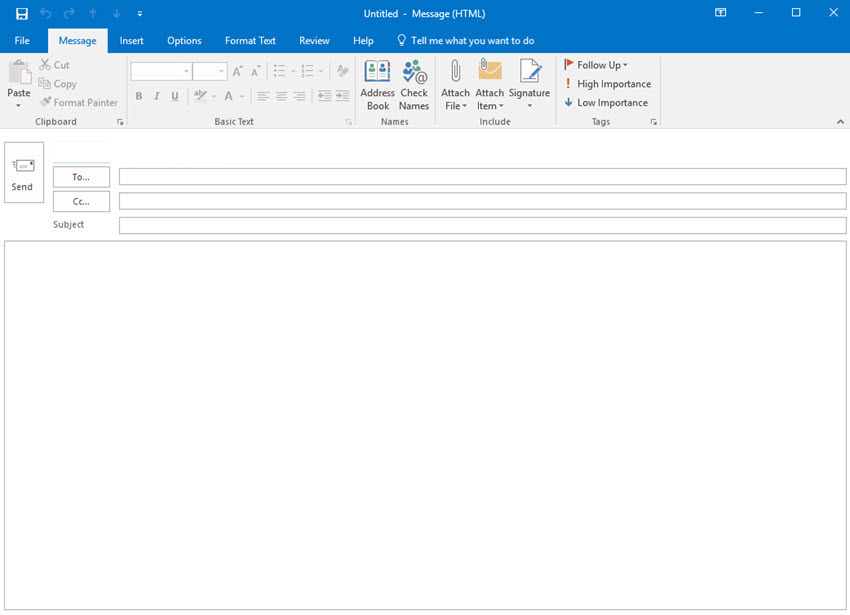 Untitled - Message (HTML)
File Message Insert Options Format Text Review Help Tell me what you want to do
Paste
Cut
Copy
Format Painter
Clipboard
B I U ab A
Basic Text
Address Book
Check Names
Names
Attach File
Attach Item
Signature
Include
Follow Up
High Importance
Low Importance
Tags
Send
To...
Cc...
Subject